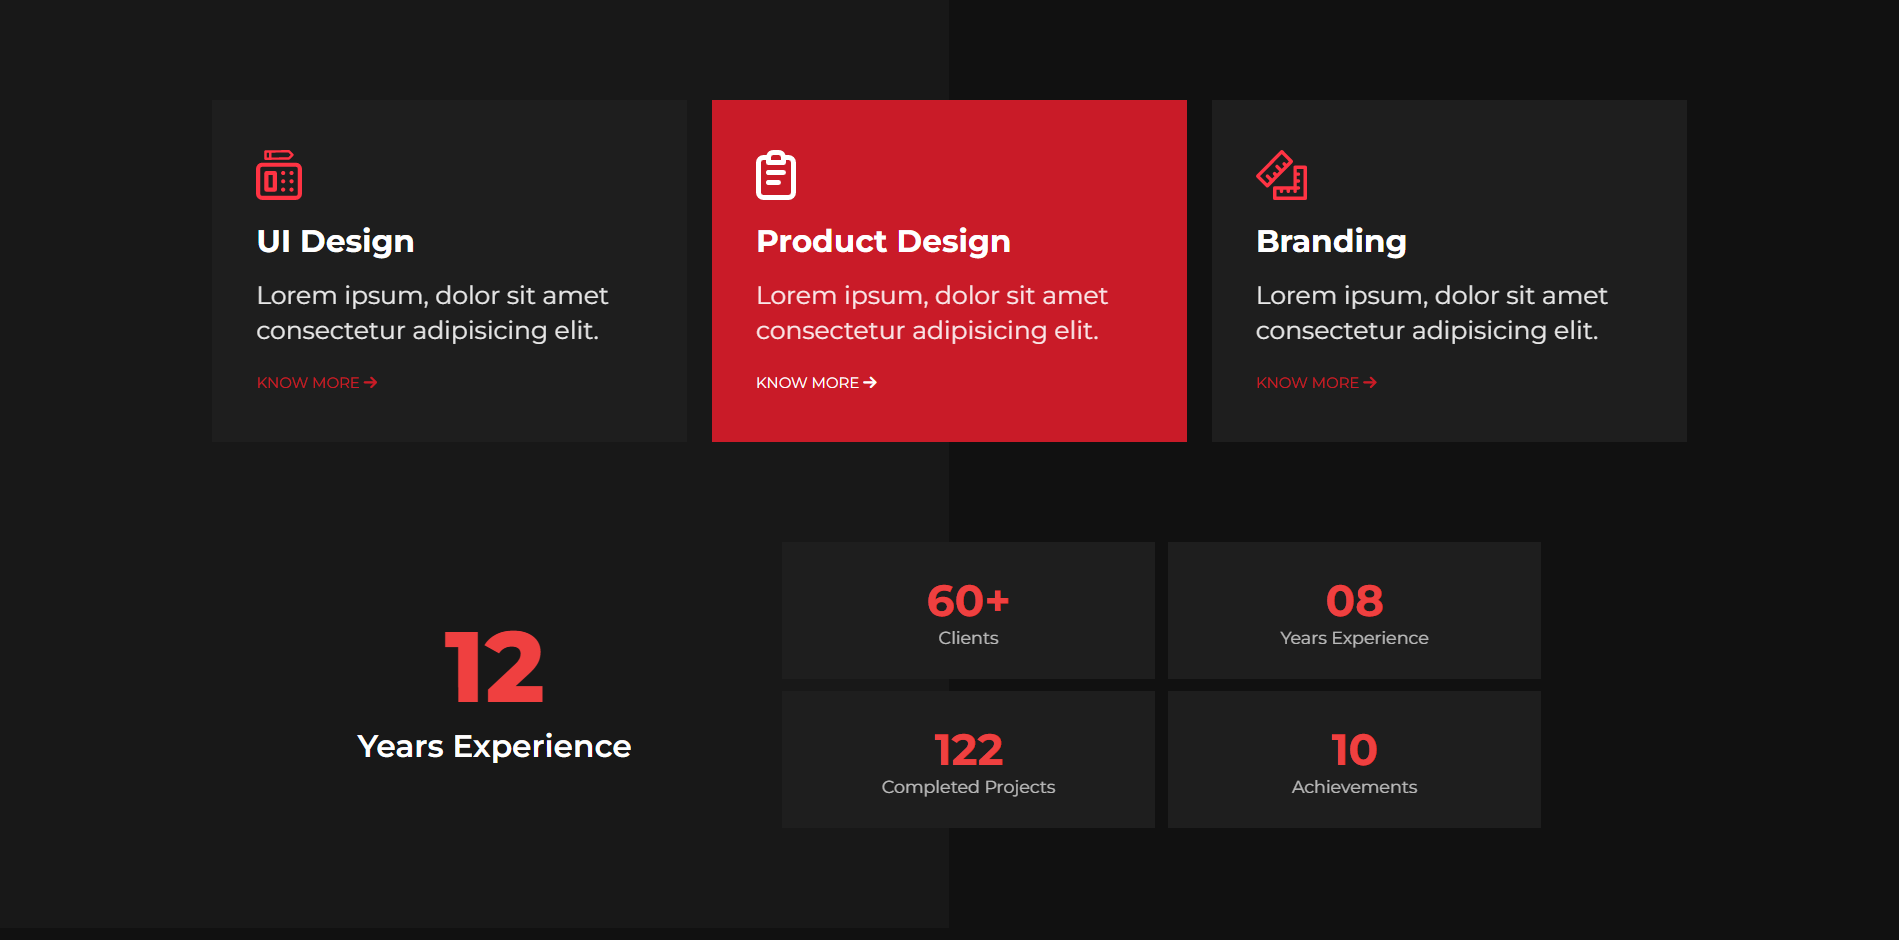 UI Design
Lorem ipsum, dolor sit amet
consectetur adipisicing elit.
KNOW MORE →
Product Design
Lorem ipsum, dolor sit amet
consectetur adipisicing elit.
KNOW MORE →
Branding
Lorem ipsum, dolor sit amet
consectetur adipisicing elit.
KNOW MORE →
12
Years Experience
60+
Clients
08
Years Experience
122
Completed Projects
10
Achievements